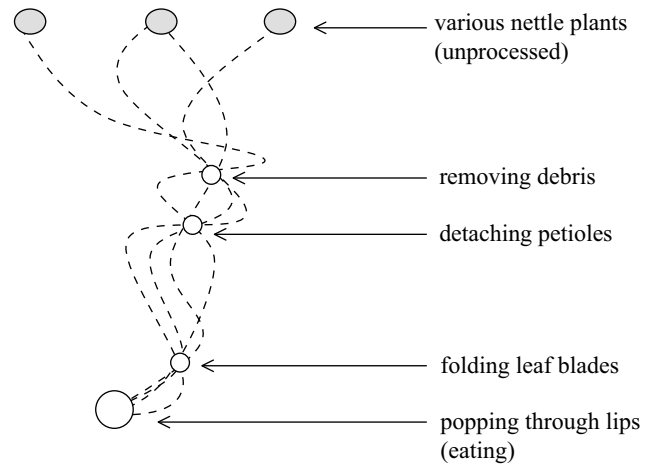 various nettle plants
(unprocessed)
removing debris
detaching petioles
folding leaf blades
popping through lips
(eating)